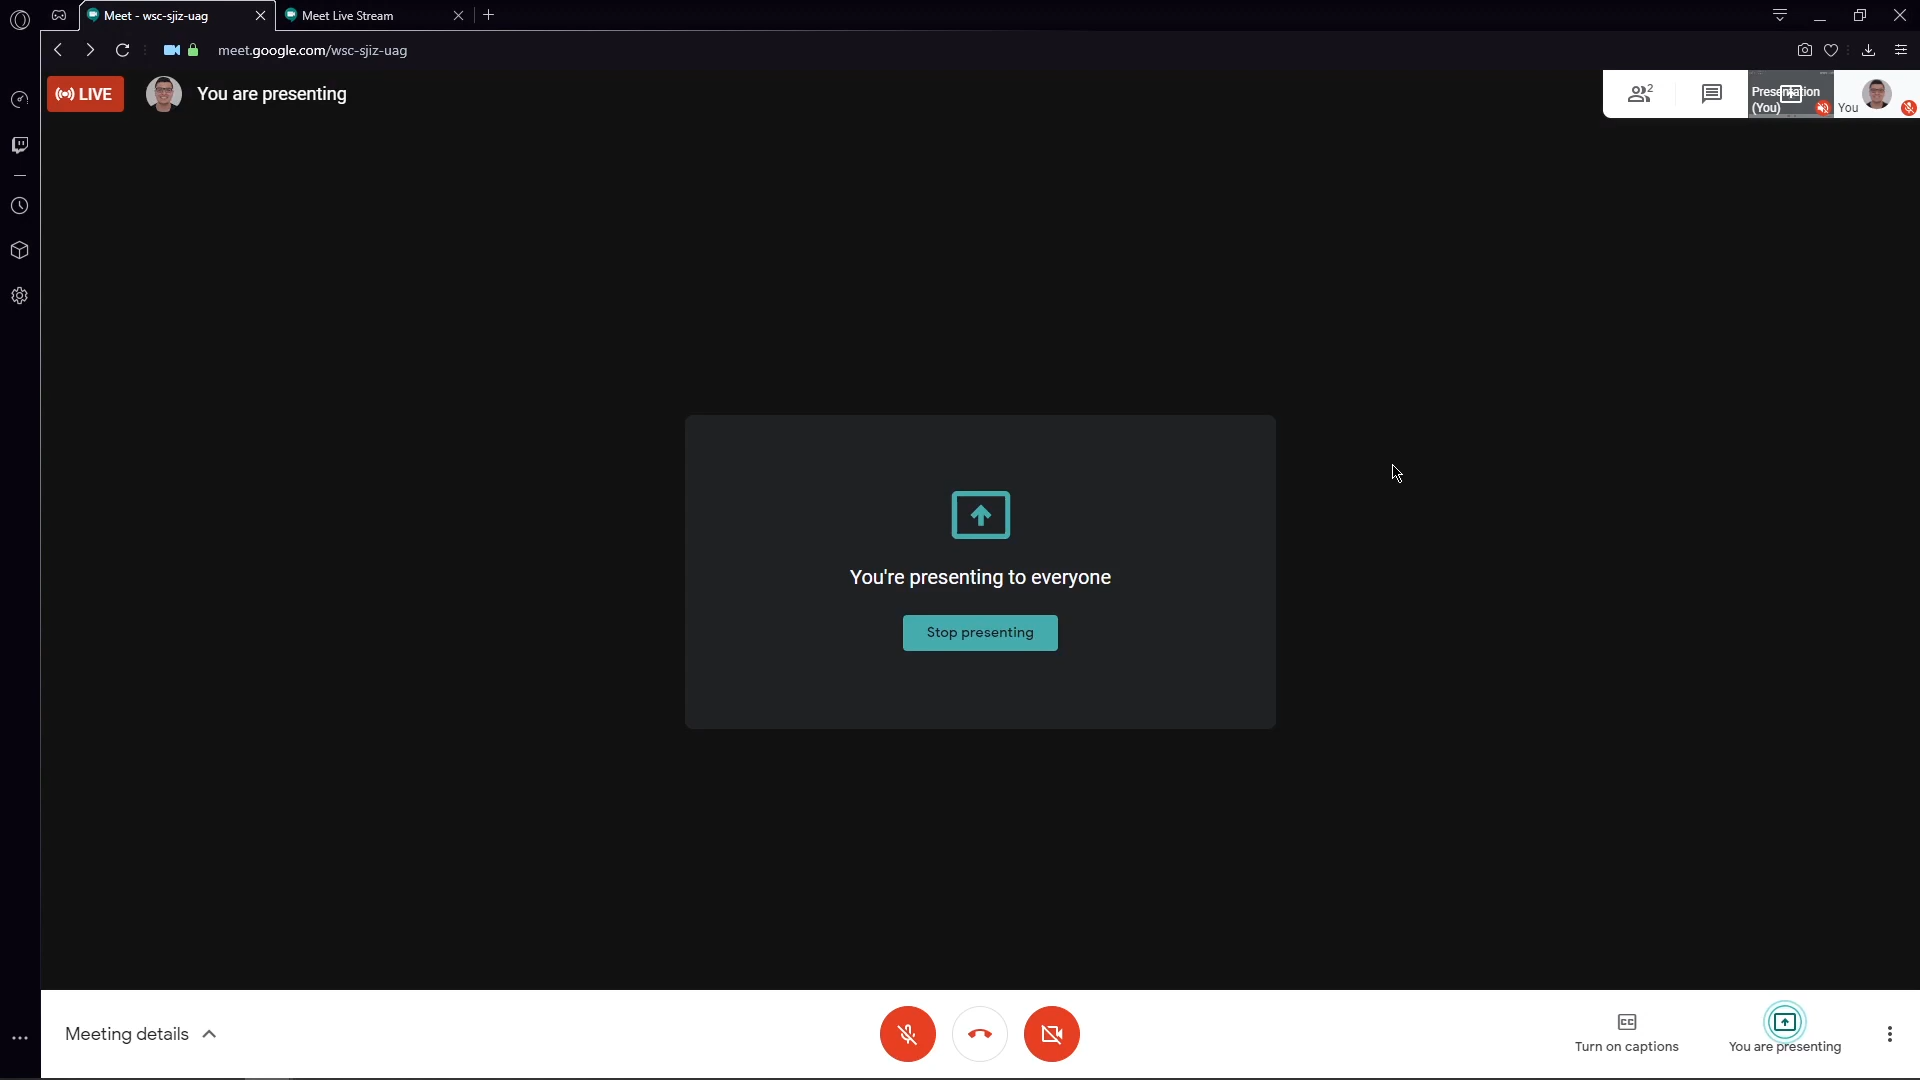 Meet - wsc-sjiz-uag
Meet Live Stream
meet.google.com/wsc-sjiz-uag
LIVE
You are presenting
2
Presentation
(You)
You
You're presenting to everyone
Stop presenting
Meeting details
CC
Turn on captions
You are presenting